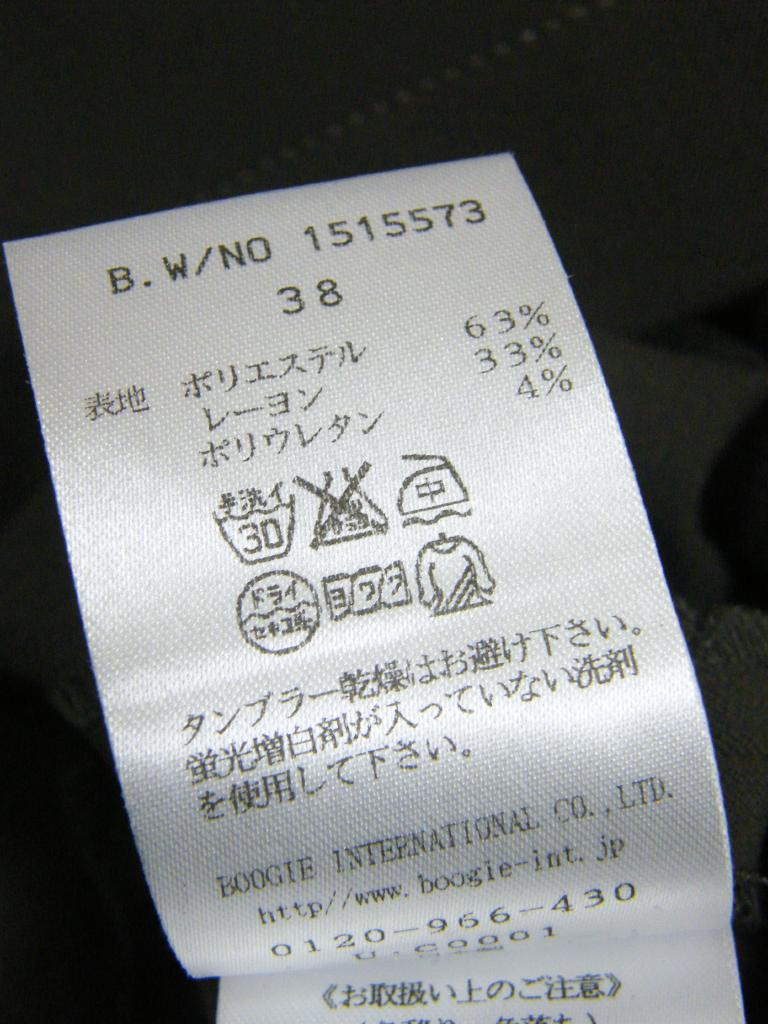 B.W/NO 1515573
38
表地 ポリエステル 63%
レーヨン 33%
ポリウレタン 4%
手洗イ 30 中
ドライ セキユ系 ヨワク
タンブラー乾燥はお避け下さい。
蛍光増白剤が入っていない洗剤
を使用して下さい。
BOOGIE INTERNATIONAL CO.,LTD.
http//www.boogie-int.jp
0120-966-430
《お取扱い上のご注意》